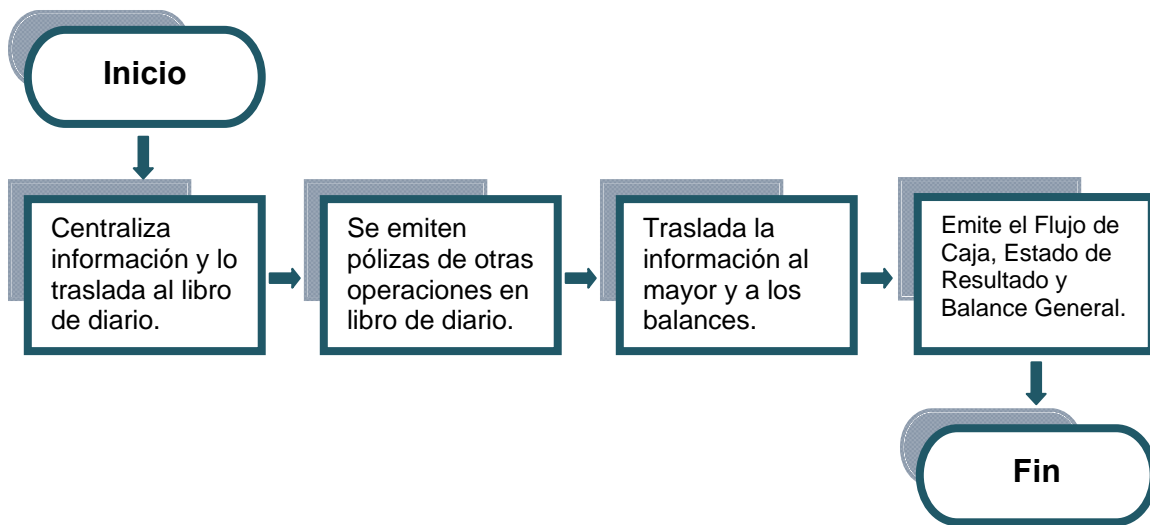 Inicio
Centraliza
información y lo
traslada al libro
de diario.
Se emiten
pólizas de otras
operaciones en
libro de diario.
Traslada la
información al
mayor y a los
balances.
Emite el Flujo de
Caja, Estado de
Resultado y
Balance General.
Fin